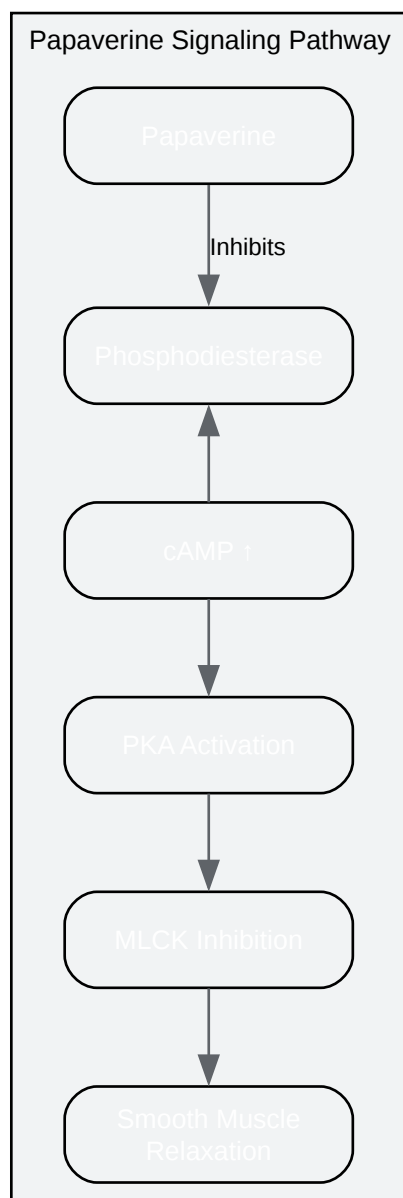 Papaverine Signaling Pathway
Papaverine
Inhibits
Phosphodiesterase
cAMP ↑
PKA Activation
MLCK Inhibition
Smooth Muscle
Relaxation